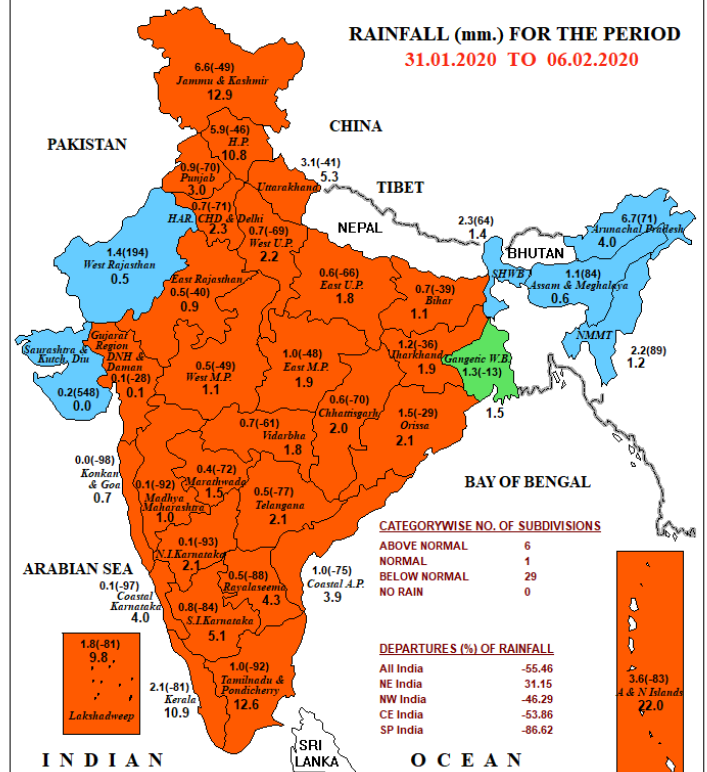 RAINFALL (mm.) FOR THE PERIOD
31.01.2020 TO 06.02.2020
6.6(-49)
Jammu & Kashmir
12.9
CHINA
PAKISTAN
5.9(-46)
H.P.
10.8
3.1(-41)
5.3
0.9(-70)
Punjab
3.0
Uttarakhand
TIBET
0.7(-71)
HAR. CHD & Delhi
2.3
NEPAL
0.7(-69)
West U.P.
2.2
2.3(64)
1.4
6.7(71)
Arunachal Pradesh
4.0
BHUTAN
1.4(194)
West Rajasthan
0.5
East Rajasthan
0.5(-40)
0.9
0.6(-66)
East U.P.
1.8
0.7(-39)
Bihar
1.1
SHWB
1.1(84)
Assam & Meghalaya
0.6
NMMT
2.2(89)
1.2
Saurashtra &
Kutch, Diu
0.2(548)
0.0
Gujarat
Region
DNH &
Daman
0.1(-28)
0.1
0.5(-49)
West M.P.
1.1
1.0(-48)
East M.P.
1.9
1.2(-36)
Jharkhand
1.9
Gangetic W.B.
1.3(-13)
1.5
0.6(-70)
Chhattisgarh
2.0
1.5(-29)
Orissa
2.1
0.7(-61)
Vidarbha
1.8
0.0(-98)
Konkan
& Goa
0.7
0.1(-92)
Madhya
Maharashtra
1.0
0.4(-72)
Marathwada
1.5
0.5(-77)
Telangana
2.1
BAY OF BENGAL
CATEGORYWISE NO. OF SUBDIVISIONS
ABOVE NORMAL 6
NORMAL 1
BELOW NORMAL 29
NO RAIN 0
0.1(-93)
N.I.Karnataka
2.1
ARABIAN SEA
0.1(-97)
Coastal
Karnataka
4.0
0.5(-88)
Rayalaseema
4.3
1.0(-75)
Coastal A.P.
3.9
0.8(-84)
S.I.Karnataka
5.1
1.8(-81)
9.8
Lakshadweep
DEPARTURES (%) OF RAINFALL
All India -55.46
NE India 31.15
NW India -46.29
CE India -53.86
SP India -86.62
1.0(-92)
Tamilnadu &
Pondicherry
12.6
2.1(-81)
Kerala
10.9
3.6(-83)
A & N Islands
22.0
SRI
LANKA
INDIAN OCEAN